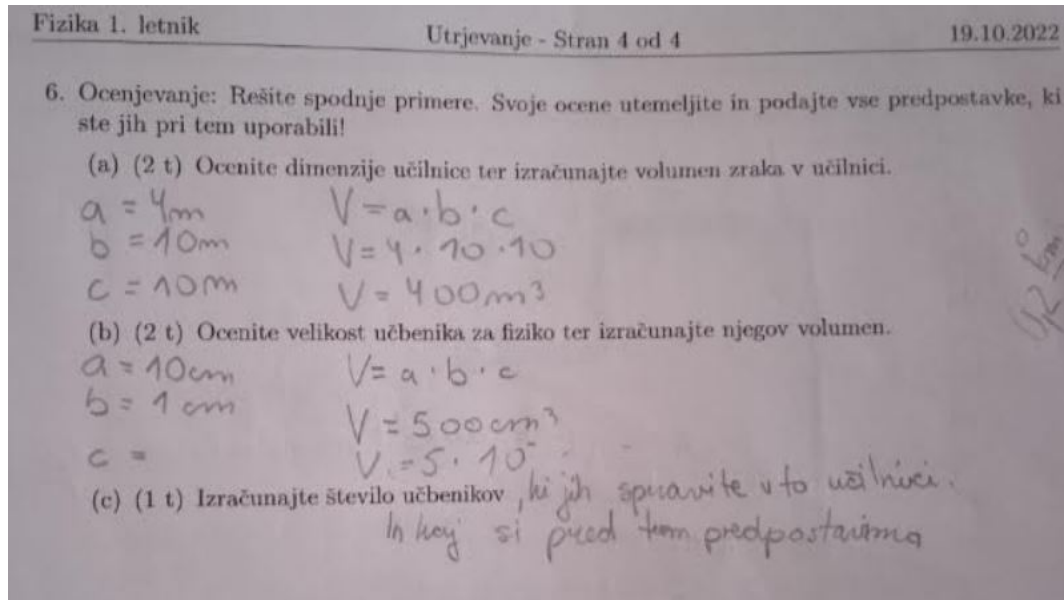 Fizika 1. letnik Utrjevanje - Stran 4 od 4 19.10.2022
6. Ocenjevanje: Rešite spodnje primere. Svoje ocene utemeljite in podajte vse predpostavke, ki
ste jih pri tem uporabili!
(a) (2 t) Ocenite dimenzije učilnice ter izračunajte volumen zraka v učilnici.
a = 4m V = a · b · c
b = 10m V = 4 · 10 · 10
c = 10m V = 400m³
(b) (2 t) Ocenite velikost učbenika za fiziko ter izračunajte njegov volumen.
a = 10cm V = a · b · c
b = 1 cm V = 500cm³
c = V = 5 · 10⁻
(c) (1 t) Izračunajte število učbenikov, ki jih spravite v to učilnici.
In kaj si pred tem predpostavima